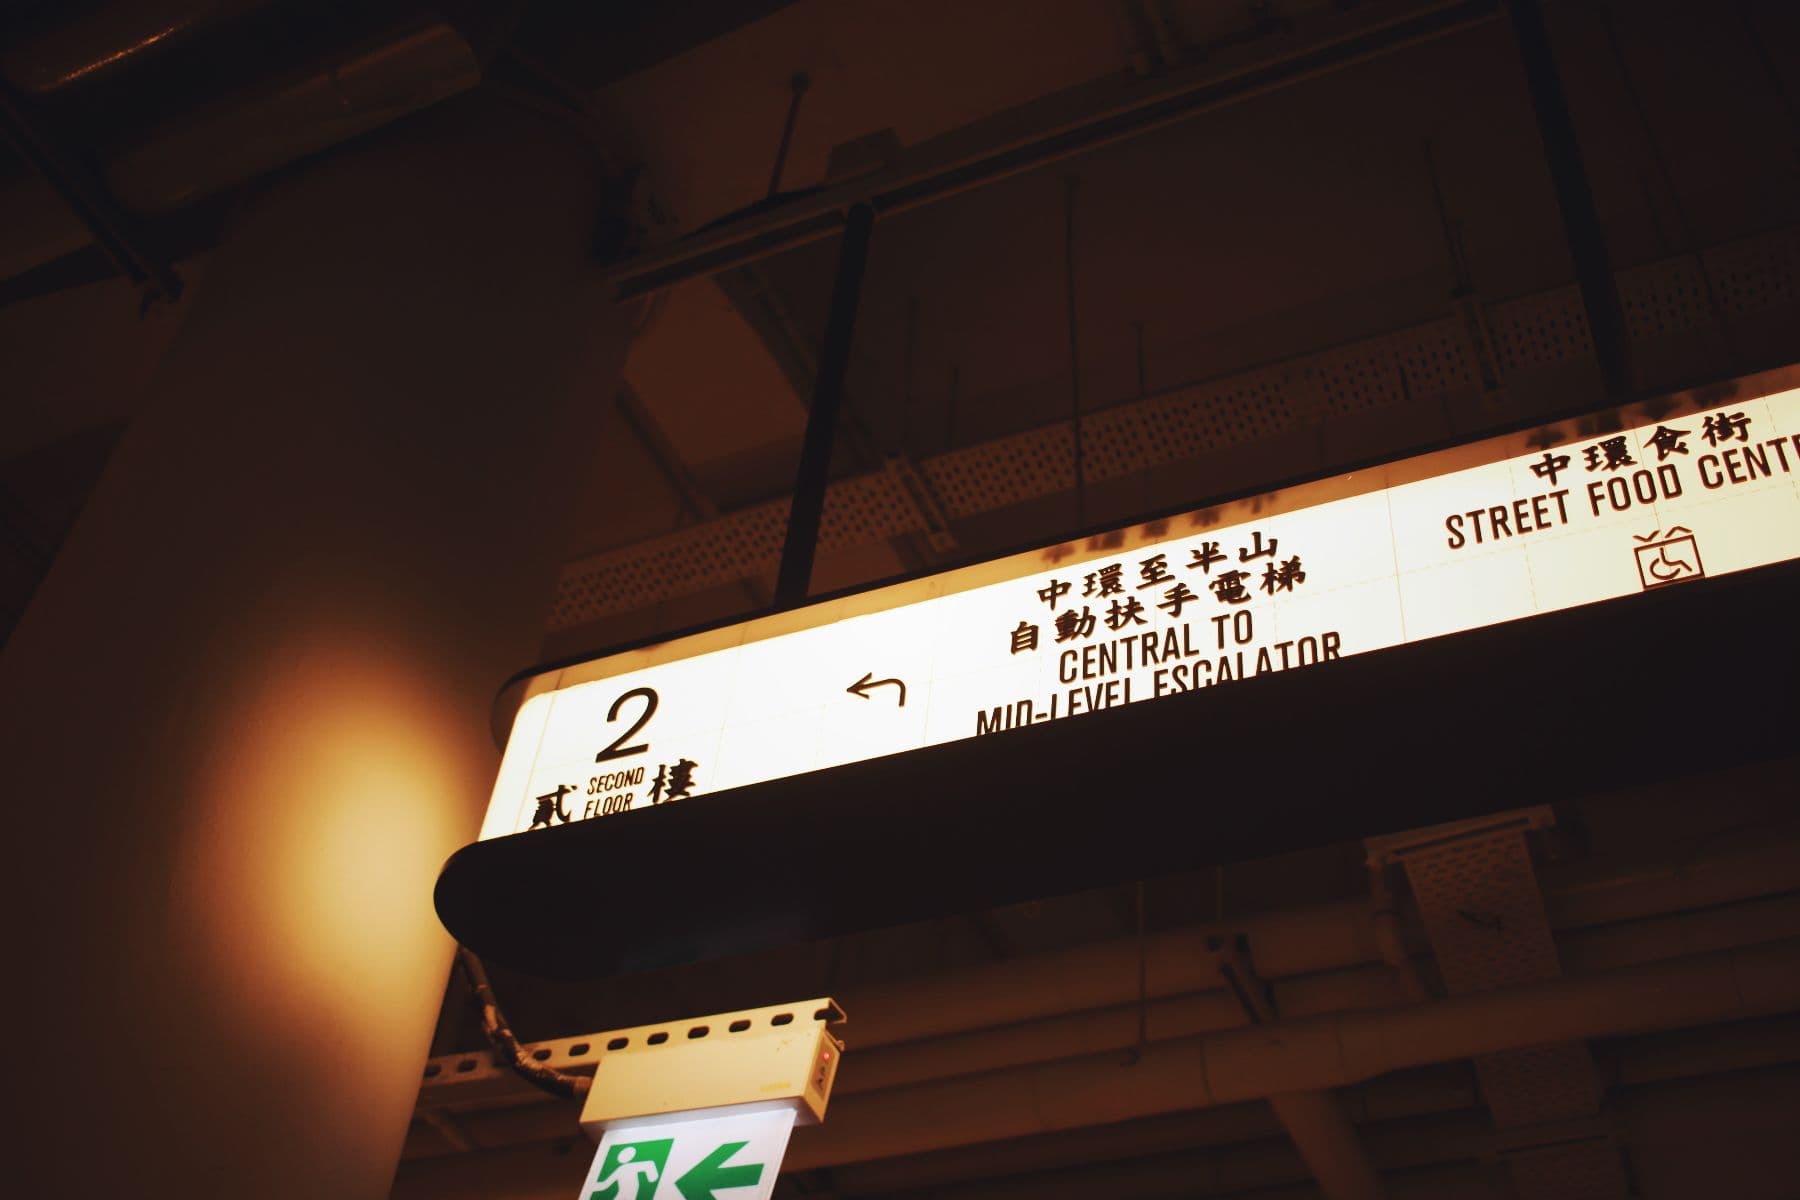 2
貳 SECOND FLOOR 樓
中環至半山
自動扶手電梯
CENTRAL TO
MID-LEVEL ESCALATOR
中環食街
STREET FOOD CENT